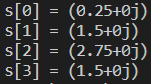 s[0] = (0.25+0j)
s[1] = (1.5+0j)
s[2] = (2.75+0j)
s[3] = (1.5+0j)